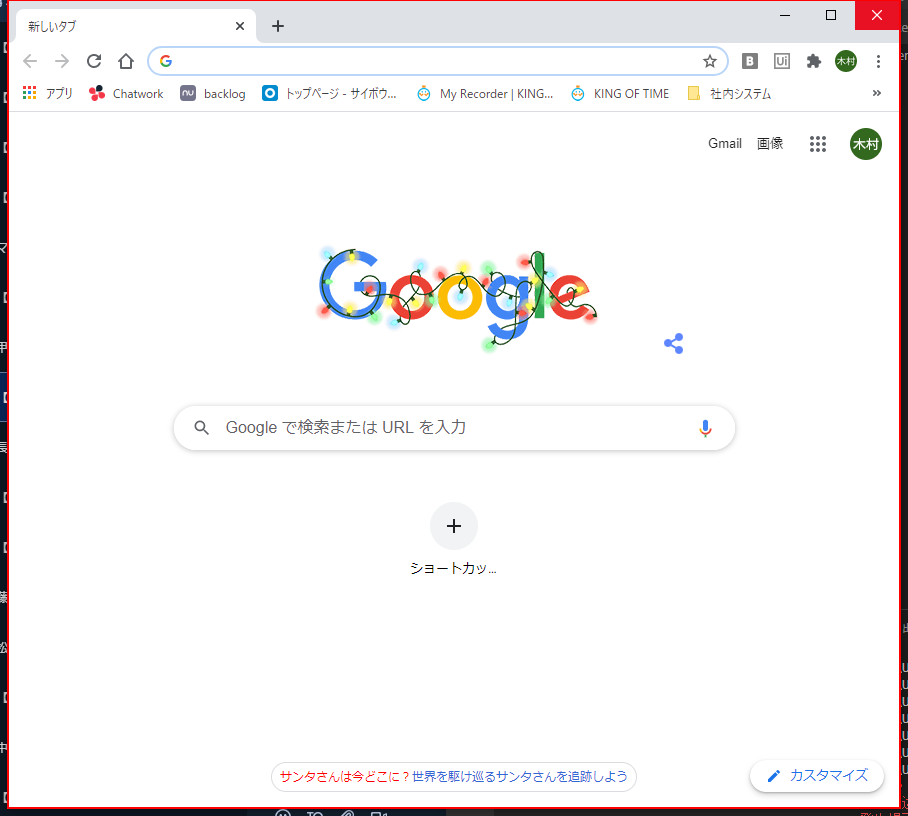 新しいタブ
アプリ Chatwork backlog トップページ - サイボウ... My Recorder | KING... KING OF TIME 社内システム »
Gmail 画像 木村
Google
Google で検索または URL を入力
ショートカッ...
サンタさんは今どこに？世界を駆け巡るサンタさんを追跡しよう
カスタマイズ